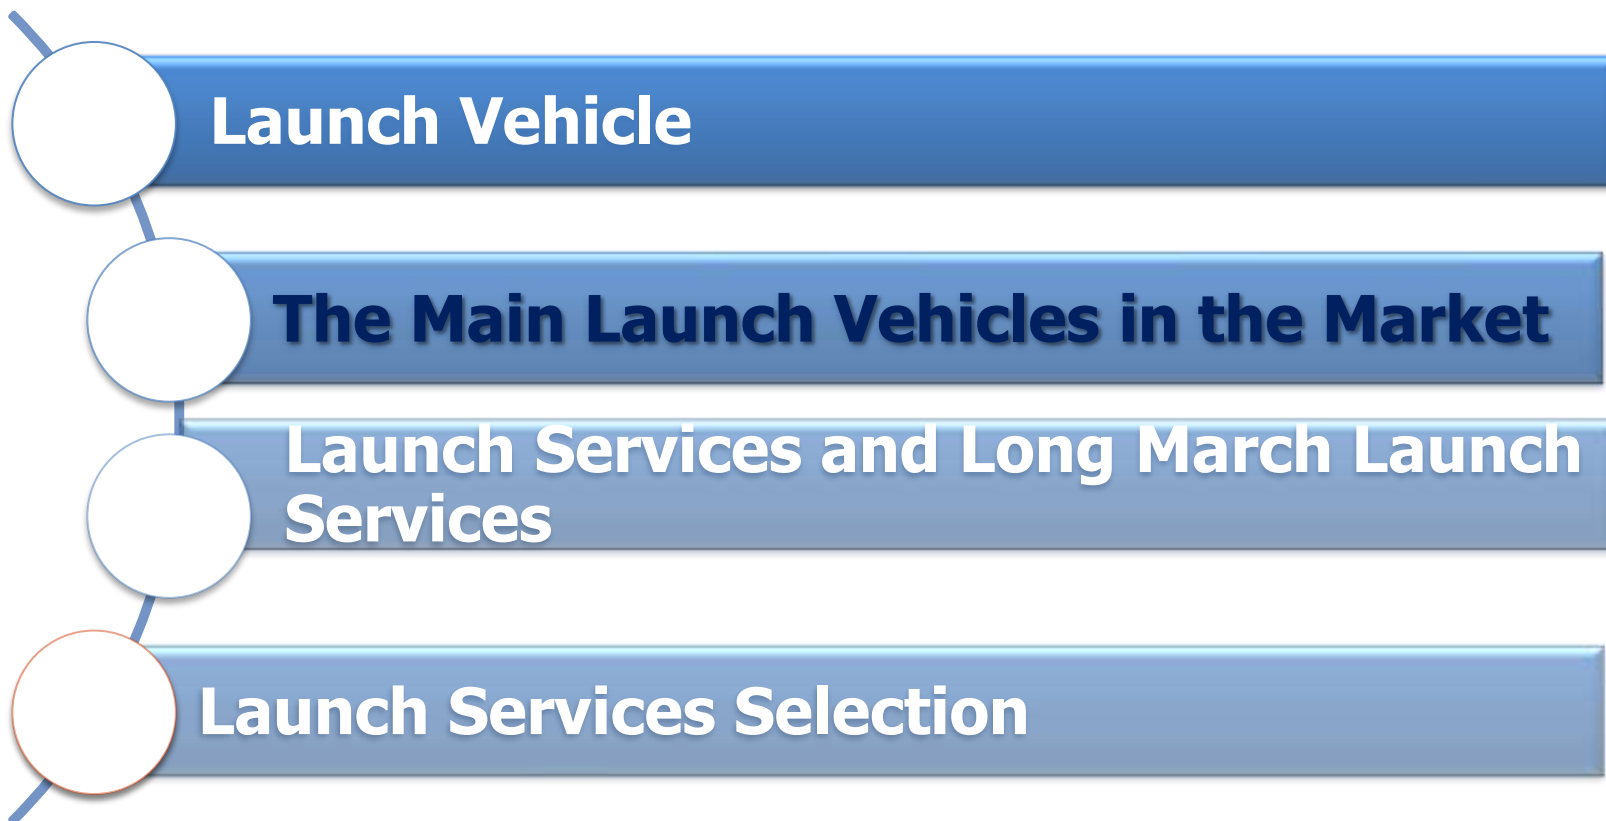 Launch Vehicle
The Main Launch Vehicles in the Market
Launch Services and Long March Launch
Services
Launch Services Selection